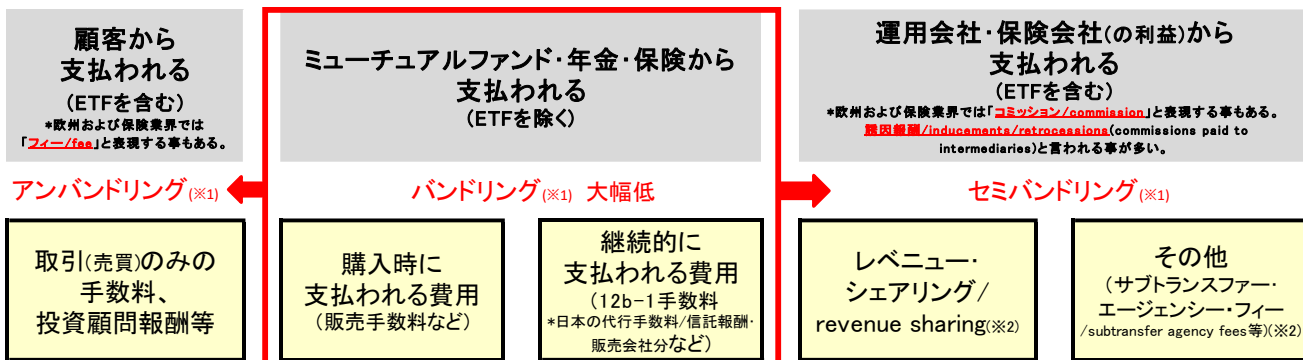 顧客から
支払われる
(ETFを含む)
*欧州および保険業界では
「フィー/fee」と表現する事もある。
ミューチュアルファンド・年金・保険から
支払われる
(ETFを除く)
運用会社・保険会社(の利益)から
支払われる
(ETFを含む)
*欧州および保険業界では「コミッション/commission」と表現する事もある。
誘因報酬/inducements/retrocessions(commissions paid to
intermediaries)と言われる事が多い。
アンバンドリング(※1)
バンドリング(※1) 大幅低
セミバンドリング(※1)
取引(売買)のみの
手数料、
投資顧問報酬等
購入時に
支払われる費用
(販売手数料など)
継続的に
支払われる費用
(12b-1手数料
*日本の代行手数料/信託報酬・
販売会社分など)
レベニュー・
シェアリング/
revenue sharing(※2)
その他
(サブトランスファー・
エージェンシー・フィー
/subtransfer agency fees等)(※2)